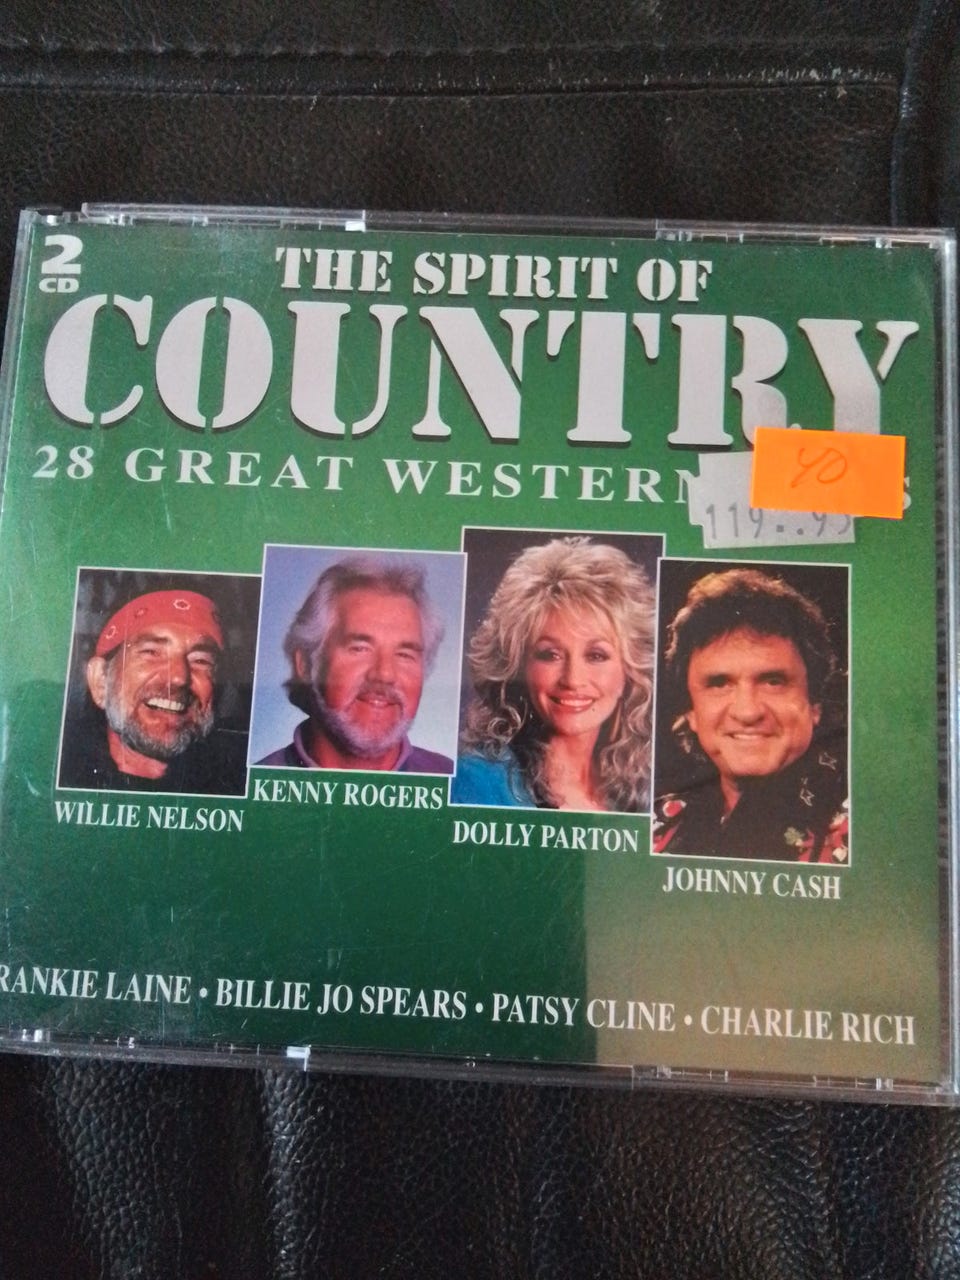 2
CD
THE SPIRIT OF
COUNTRY
28 GREAT WESTERN
40
119..95
WILLIE NELSON
KENNY ROGERS
DOLLY PARTON
JOHNNY CASH
RANKIE LAINE • BILLIE JO SPEARS • PATSY CLINE • CHARLIE RICH